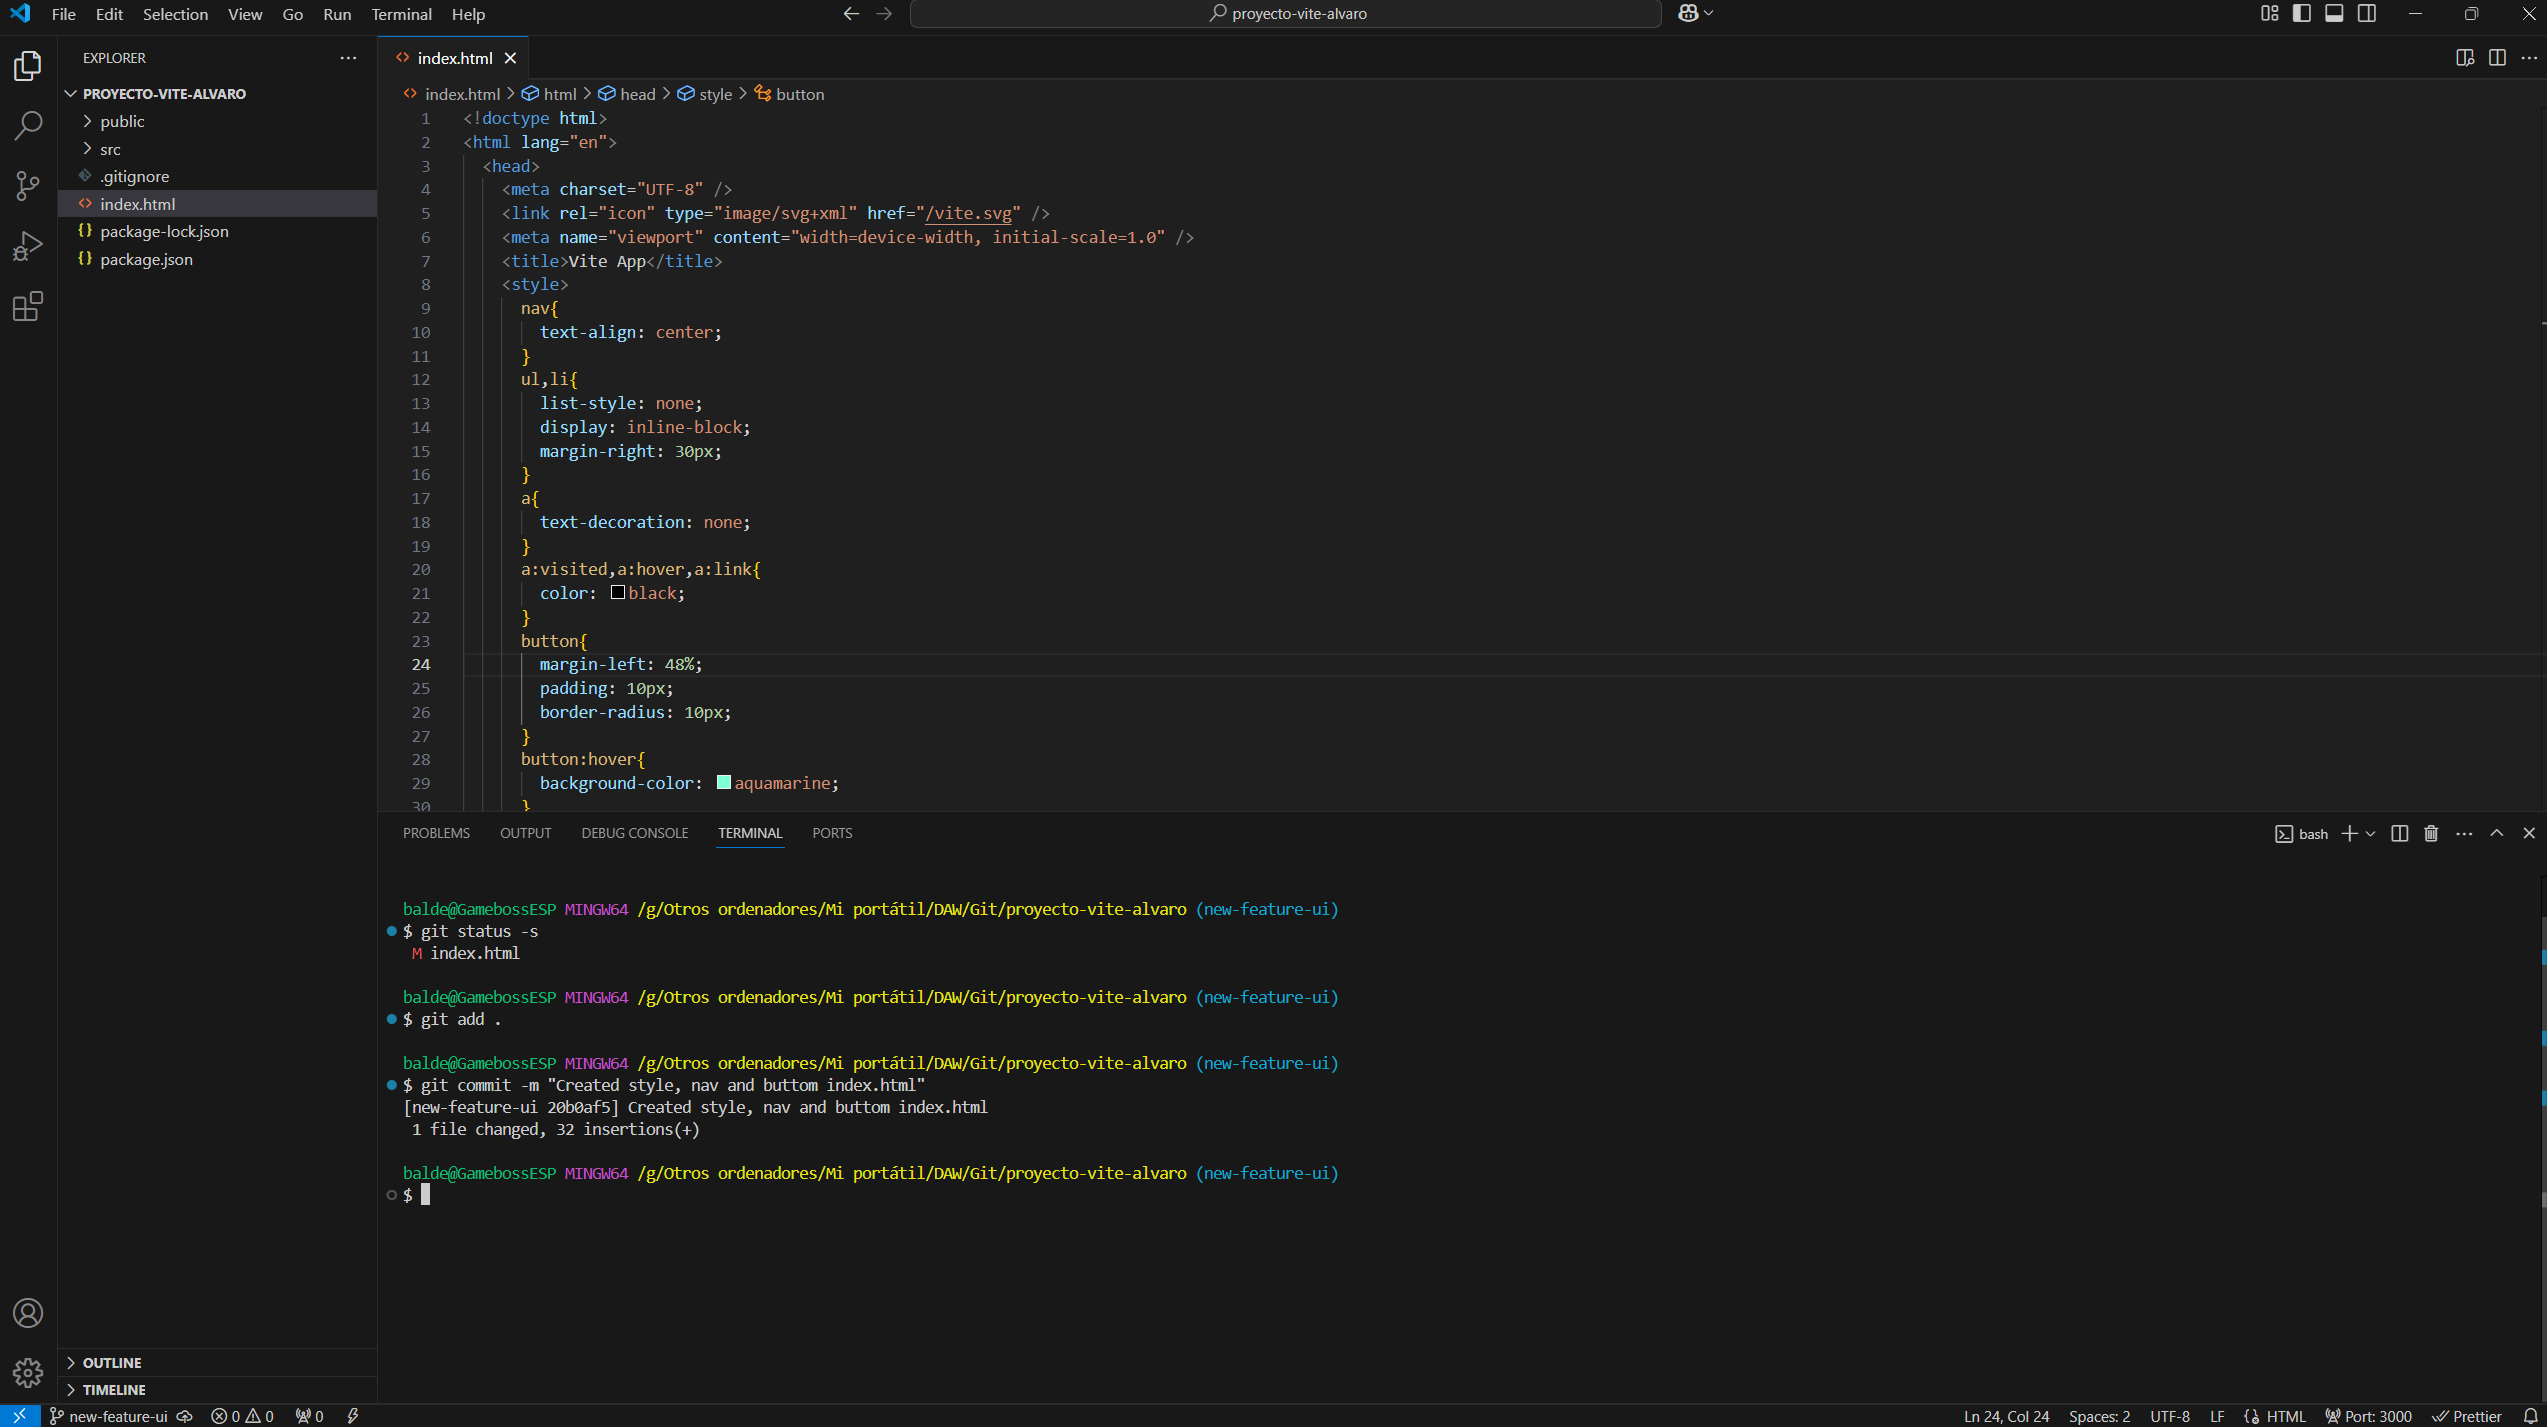 File Edit Selection View Go Run Terminal Help
proyecto-vite-alvaro
EXPLORER
PROYECTO-VITE-ALVARO
public
src
.gitignore
index.html
package-lock.json
package.json
OUTLINE
TIMELINE
index.html
index.html > html > head > style > button
1 <!doctype html>
2 <html lang="en">
3 <head>
4 <meta charset="UTF-8" />
5 <link rel="icon" type="image/svg+xml" href="/vite.svg" />
6 <meta name="viewport" content="width=device-width, initial-scale=1.0" />
7 <title>Vite App</title>
8 <style>
9 nav{
10 text-align: center;
11 }
12 ul,li{
13 list-style: none;
14 display: inline-block;
15 margin-right: 30px;
16 }
17 a{
18 text-decoration: none;
19 }
20 a:visited,a:hover,a:link{
21 color: black;
22 }
23 button{
24 margin-left: 48%;
25 padding: 10px;
26 border-radius: 10px;
27 }
28 button:hover{
29 background-color: aquamarine;
30 }
PROBLEMS OUTPUT DEBUG CONSOLE TERMINAL PORTS
bash
balde@GamebossESP MINGW64 /g/Otros ordenadores/Mi portátil/DAW/Git/proyecto-vite-alvaro (new-feature-ui)
$ git status -s
M index.html
balde@GamebossESP MINGW64 /g/Otros ordenadores/Mi portátil/DAW/Git/proyecto-vite-alvaro (new-feature-ui)
$ git add .
balde@GamebossESP MINGW64 /g/Otros ordenadores/Mi portátil/DAW/Git/proyecto-vite-alvaro (new-feature-ui)
$ git commit -m "Created style, nav and buttom index.html"
[new-feature-ui 20b0af5] Created style, nav and buttom index.html
1 file changed, 32 insertions(+)
balde@GamebossESP MINGW64 /g/Otros ordenadores/Mi portátil/DAW/Git/proyecto-vite-alvaro (new-feature-ui)
$
new-feature-ui 0 0 0 Ln 24, Col 24 Spaces: 2 UTF-8 LF HTML Port: 3000 Prettier